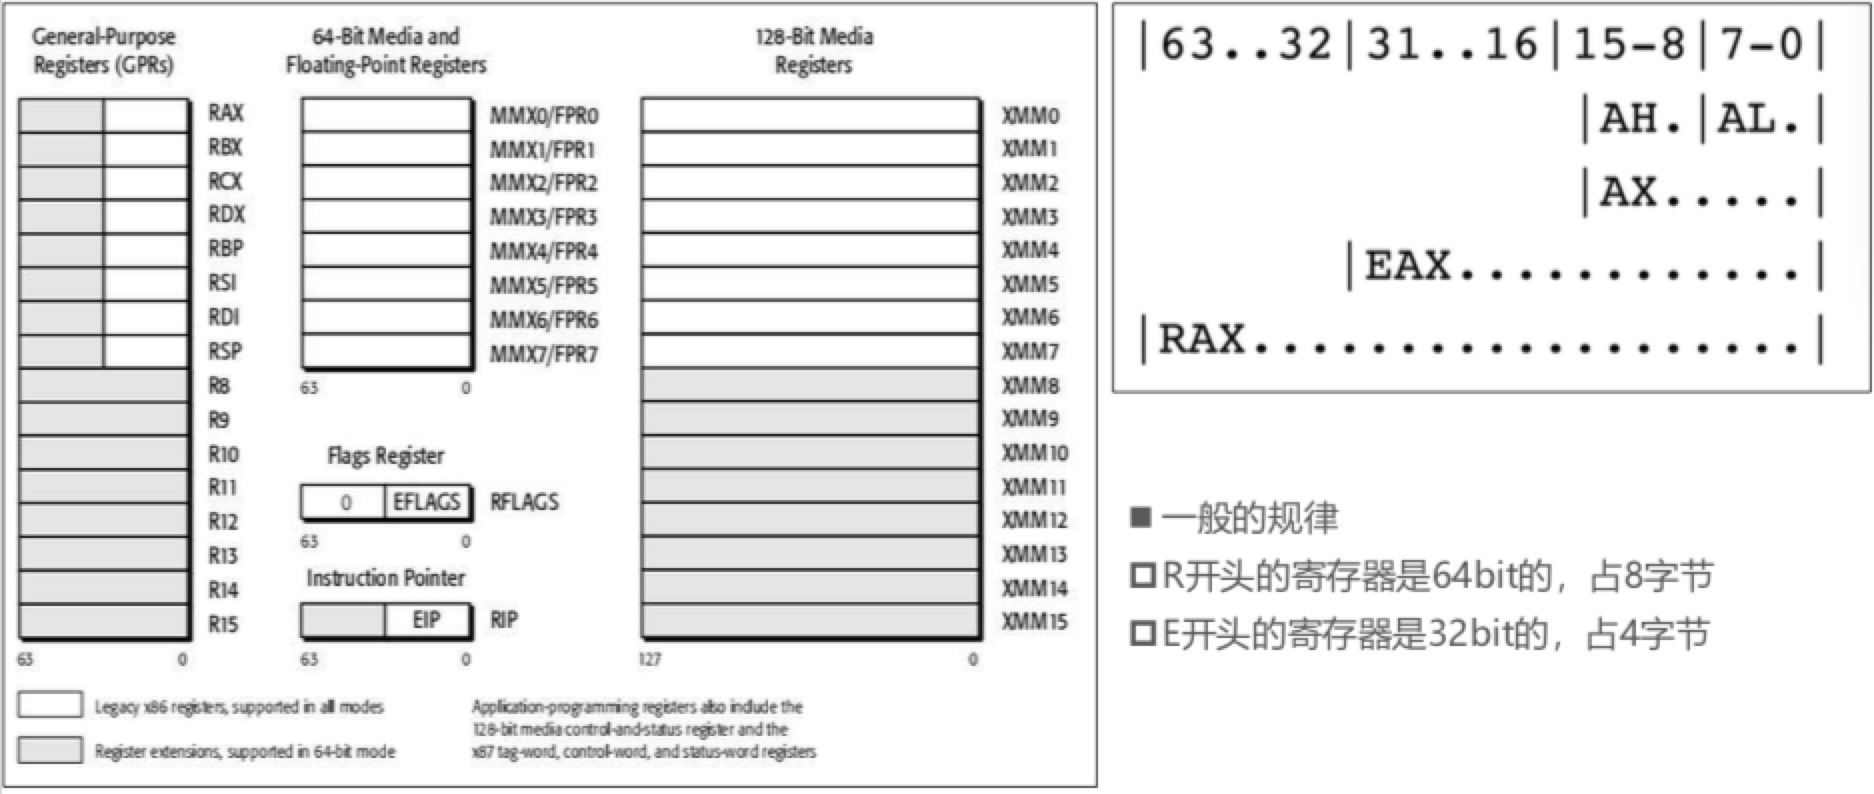 General-Purpose
Registers (GPRs)
RAX
RBX
RCX
RDX
RBP
RSI
RDI
RSP
R8
R9
R10
R11
R12
R13
R14
R15
63 0
64-Bit Media and
Floating-Point Registers
MMX0/FPR0
MMX1/FPR1
MMX2/FPR2
MMX3/FPR3
MMX4/FPR4
MMX5/FPR5
MMX6/FPR6
MMX7/FPR7
63 0
Flags Register
0 EFLAGS RFLAGS
63 0
Instruction Pointer
EIP RIP
63 0
128-Bit Media
Registers
XMM0
XMM1
XMM2
XMM3
XMM4
XMM5
XMM6
XMM7
XMM8
XMM9
XMM10
XMM11
XMM12
XMM13
XMM14
XMM15
127 0
Legacy x86 registers, supported in all modes
Register extensions, supported in 64-bit mode
Application-programming registers also include the
128-bit media control-and-status register and the
x87 tag-word, control-word, and status-word registers
|63..32|31..16|15-8|7-0|
|AH.|AL.|
|AX.....|
|EAX............|
|RAX...................|
一般的规律
R开头的寄存器是64bit的，占8字节
E开头的寄存器是32bit的，占4字节